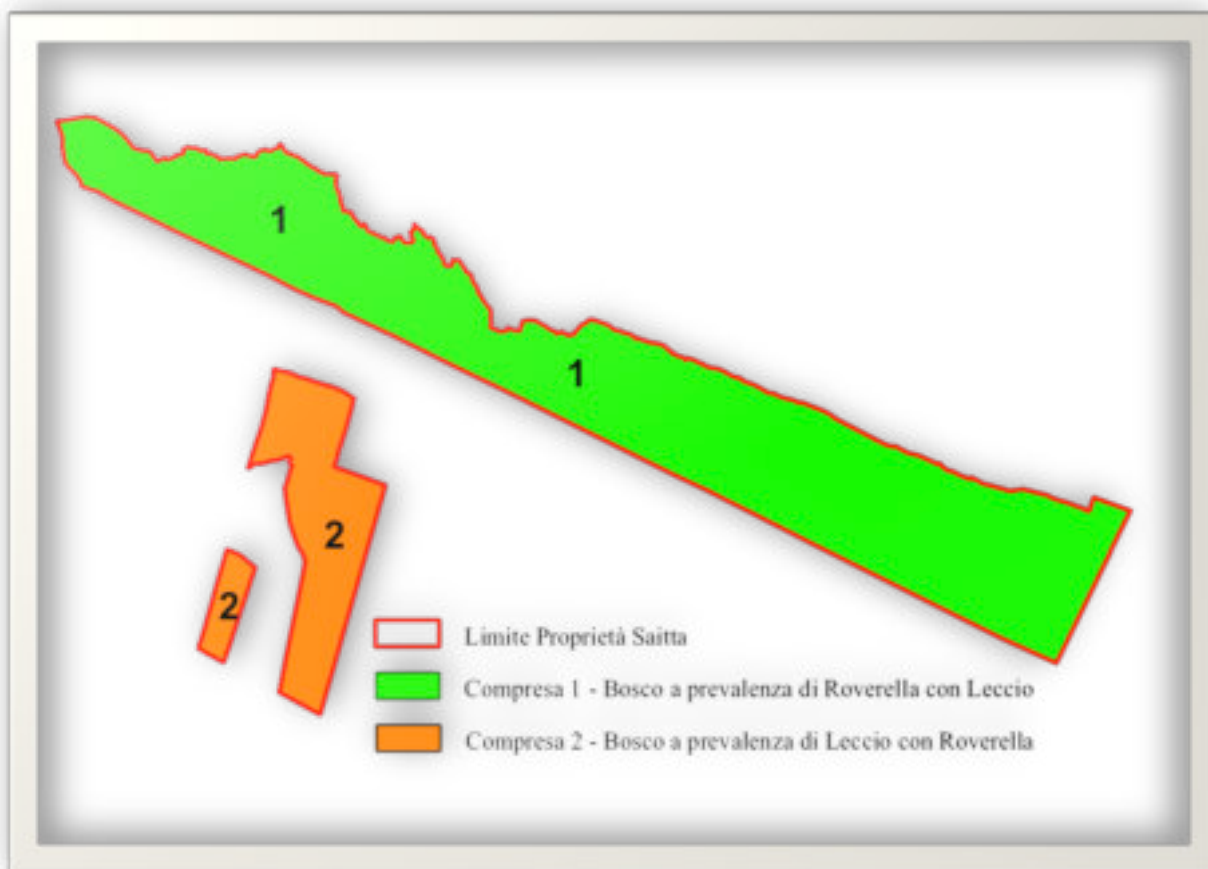 1
1
2
2
Limite Proprietà Saitta
Compresa 1 - Bosco a prevalenza di Roverella con Leccio
Compresa 2 - Bosco a prevalenza di Leccio con Roverella